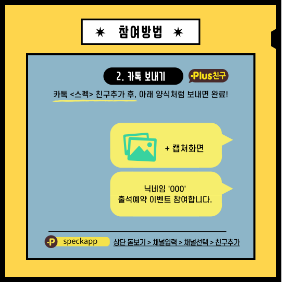 참여방법
2. 카톡 보내기
Plus친구
카톡 <스펙> 친구추가 후, 아래 양식처럼 보내면 완료!
+ 캡처화면
닉네임 '000'
출석예약 이벤트 참여합니다.
speckapp
상단 돋보기 > 채널입력 > 채널선택 > 친구추가